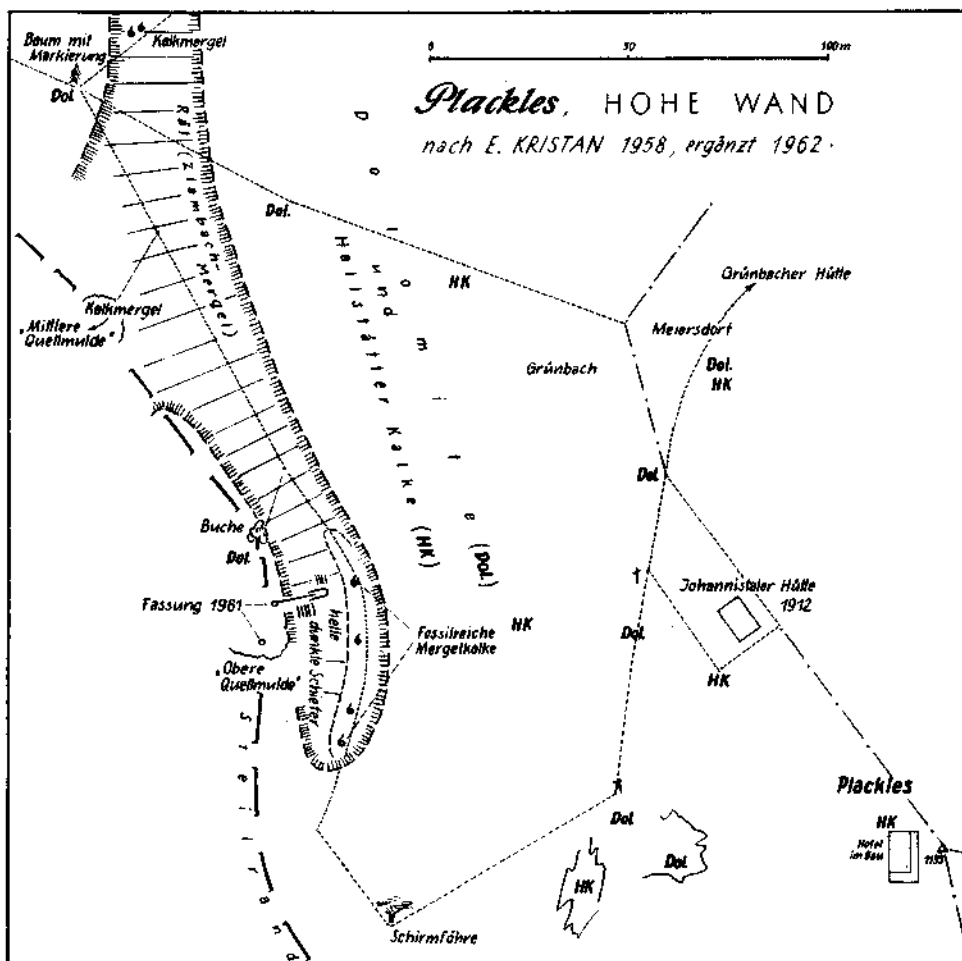 Baum mit
Markierung
Kalkmergel
0 50 100m
Plackles, HOHE WAND
nach E. KRISTAN 1958, ergänzt 1962.
Dol.
Rät (Zlambach-Mergel)
Dolomite (Dol.)
und Hallstätter Kalke (HK)
Dol.
HK
Grünbacher Hütte
Kalkmergel
"Mittlere
Quellmulde"
Meiersdorf
Grünbach
Dol.
HK
Dol.
Buche
Dol.
Johannistaler Hütte
1912
Fassung 1961
helle
dunkle Schiefer
Fossilreiche
Mergelkalke
HK
Dol.
HK
"Obere
Quellmulde"
Steilrand
Plackles
Dol.
HK
Hotel
im Bau
HK
Dol.
Schirmföhre